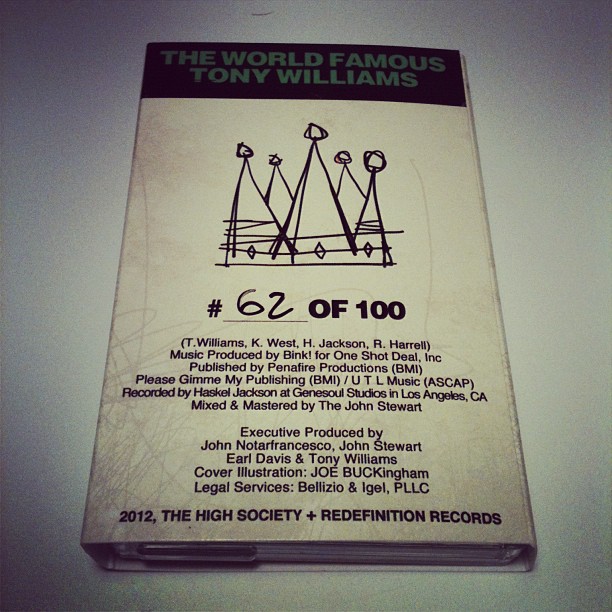 THE WORLD FAMOUS
TONY WILLIAMS
# 62 OF 100
(T.Williams, K. West, H. Jackson, R. Harrell)
Music Produced by Bink! for One Shot Deal, Inc
Published by Penafire Productions (BMI)
Please Gimme My Publishing (BMI) / U T L Music (ASCAP)
Recorded by Haskel Jackson at Genesoul Studios in Los Angeles, CA
Mixed & Mastered by The John Stewart
Executive Produced by
John Notarfrancesco, John Stewart
Earl Davis & Tony Williams
Cover Illustration: JOE BUCKingham
Legal Services: Bellizio & Igel, PLLC
2012, THE HIGH SOCIETY + REDEFINITION RECORDS